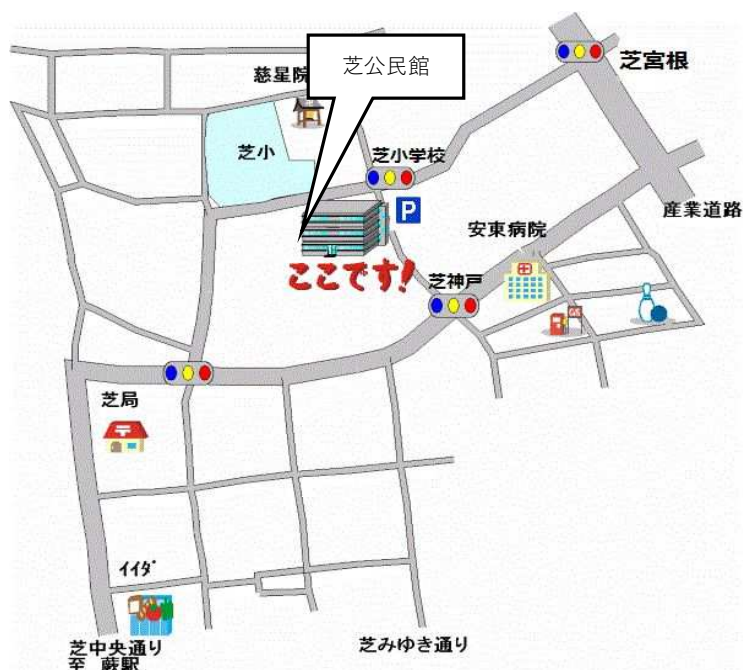 芝公民館
慈星院
芝宮根
芝小
芝小学校
P
産業道路
安東病院
ここです!
芝神戸
芝局
〒
イイダ
芝中央通り
至 蕨駅
芝みゆき通り